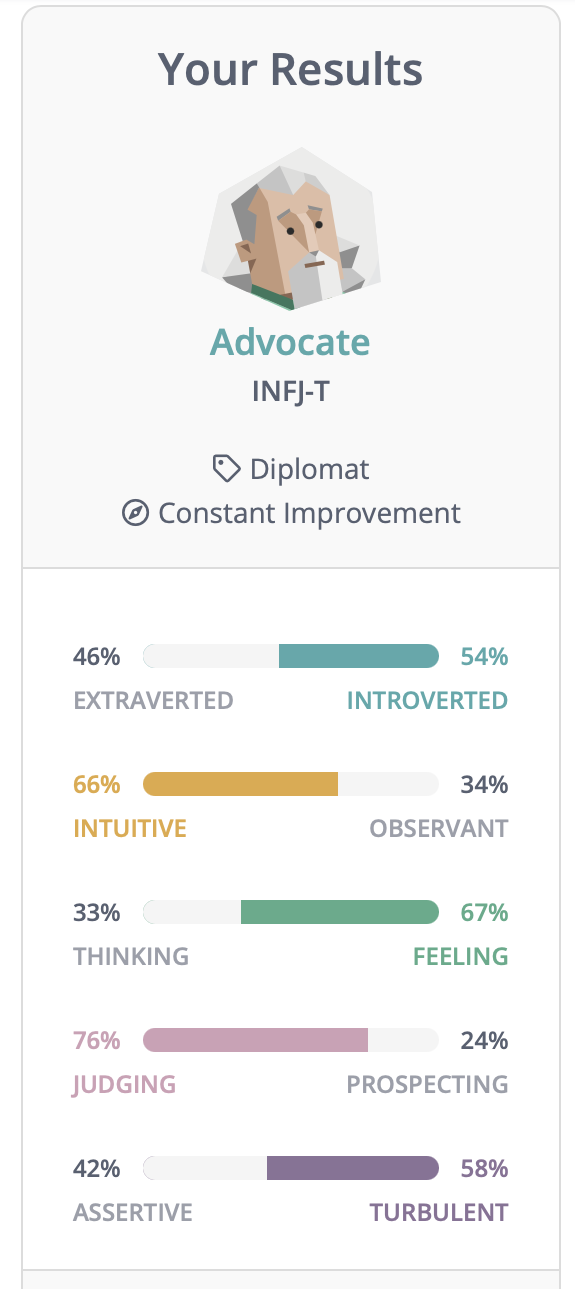 Your Results
Advocate
INFJ-T
Diplomat
Constant Improvement
46% 54%
EXTRAVERTED INTROVERTED
66% 34%
INTUITIVE OBSERVANT
33% 67%
THINKING FEELING
76% 24%
JUDGING PROSPECTING
42% 58%
ASSERTIVE TURBULENT